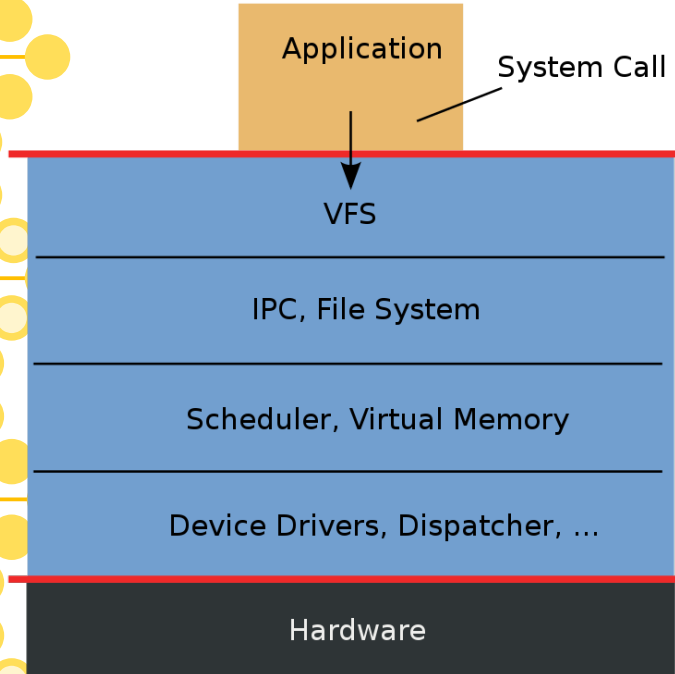 Application
System Call
VFS
IPC, File System
Scheduler, Virtual Memory
Device Drivers, Dispatcher, ...
Hardware